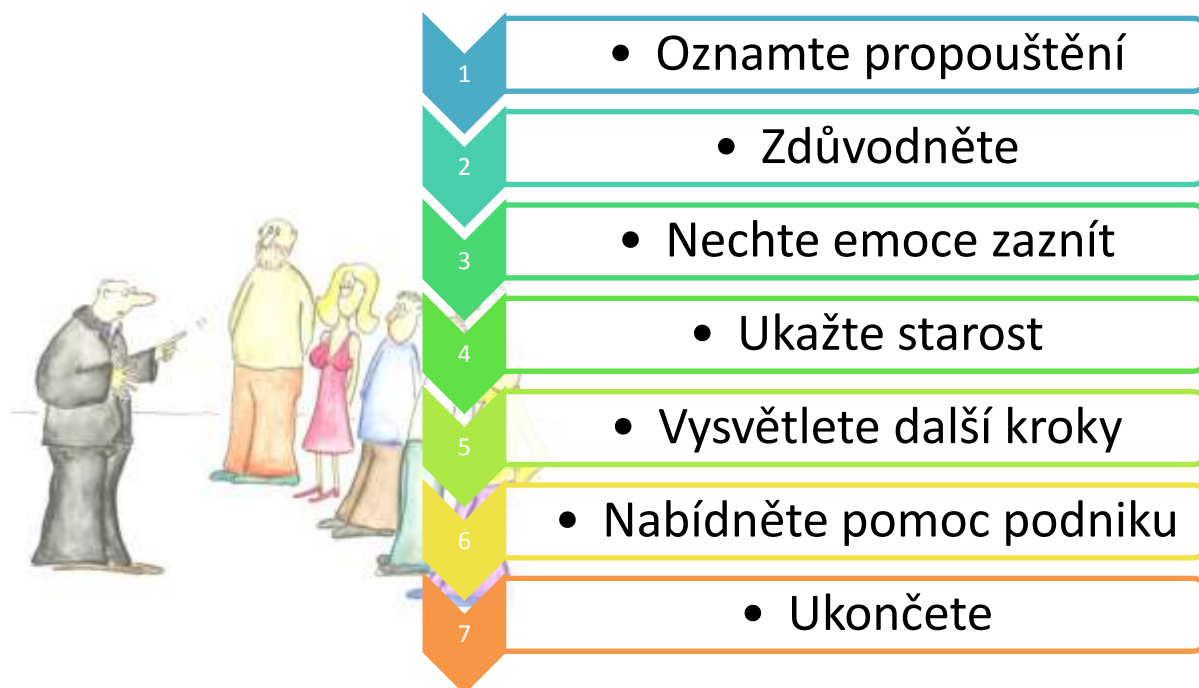 1
• Oznamte propouštění
2
• Zdůvodněte
3
• Nechte emoce zaznít
4
• Ukažte starost
5
• Vysvětlete další kroky
6
• Nabídněte pomoc podniku
7
• Ukončete